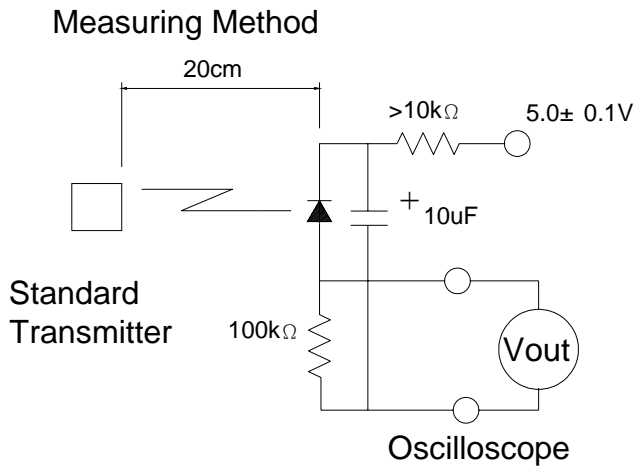 Measuring Method
20cm
>10kΩ
5.0± 0.1V
+
10uF
Standard
Transmitter
100kΩ
Vout
Oscilloscope